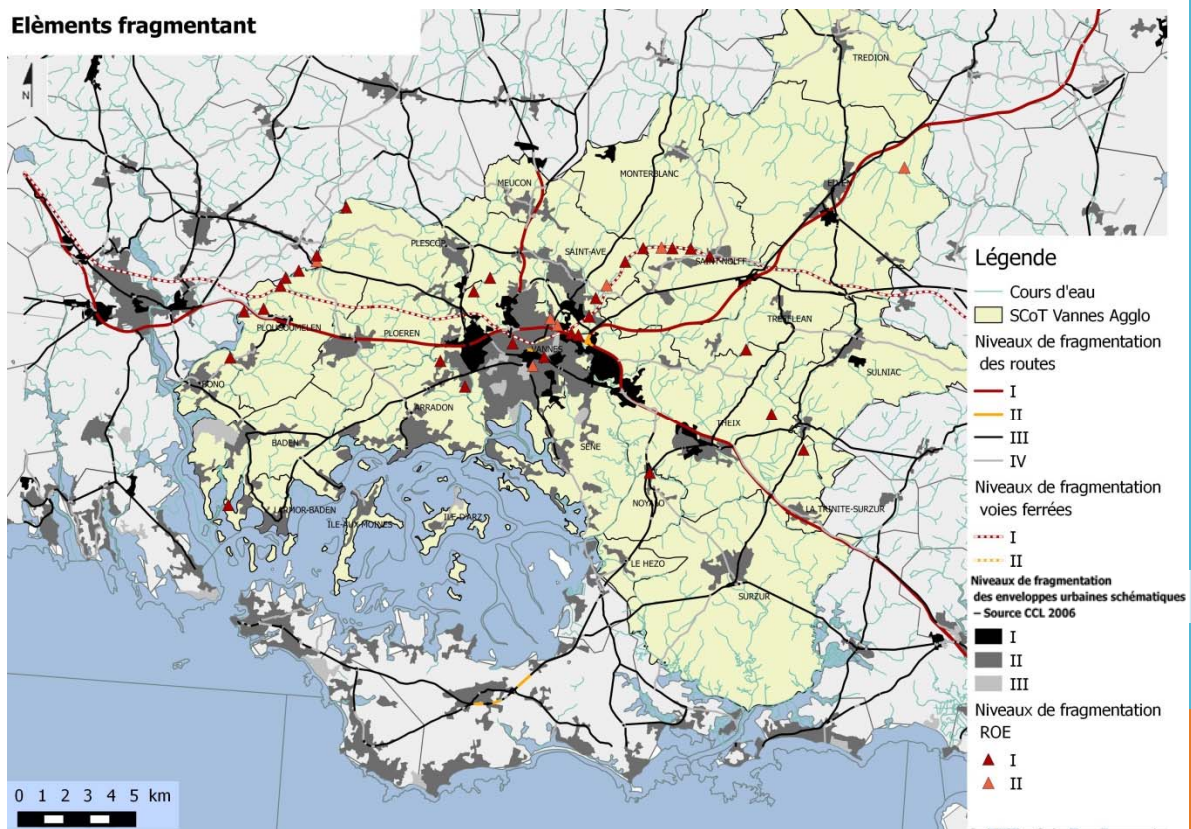 Elèments fragmentant
N
TREDION
ELVEN
MONTERBLANC
MEUCON
PLESCOP
SAINT-AVE
SAINT-NOLFF
PLOUGOUMELEN
PLOEREN
VANNES
TREFFLEAN
SULNIAC
BONO
ARRADON
BADEN
SENE
THEIX
LARMOR-BADEN
ÎLE-AUX-MOINES
ILE-D'ARZ
NOYALO
LA TRINITE-SURZUR
LE HEZO
SURZUR
0 1 2 3 4 5 km
Légende
Cours d'eau
SCoT Vannes Agglo
Niveaux de fragmentation
des routes
I
II
III
IV
Niveaux de fragmentation
voies ferrées
I
II
Niveaux de fragmentation
des enveloppes urbaines schématiques
– Source CCL 2006
I
II
III
Niveaux de fragmentation
ROE
I
II